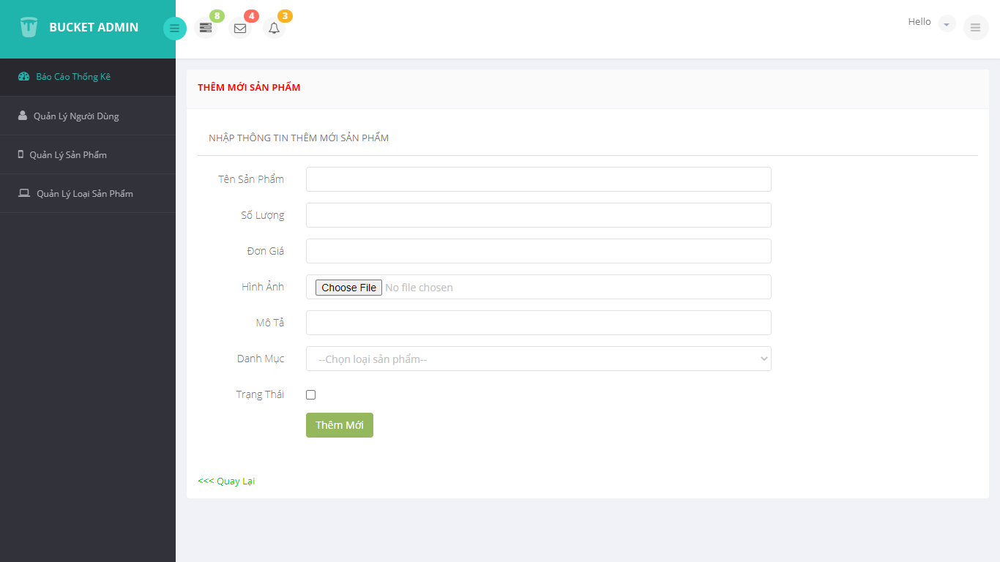 BUCKET ADMIN
8
4
3
Hello
Báo Cáo Thống Kê
Quản Lý Người Dùng
Quản Lý Sản Phẩm
Quản Lý Loại Sản Phẩm
THÊM MỚI SẢN PHẨM
NHẬP THÔNG TIN THÊM MỚI SẢN PHẨM
Tên Sản Phẩm
Số Lượng
Đơn Giá
Hình Ảnh
Choose File No file chosen
Mô Tả
Danh Mục
--Chọn loại sản phẩm--
Trạng Thái
Thêm Mới
<<< Quay Lại